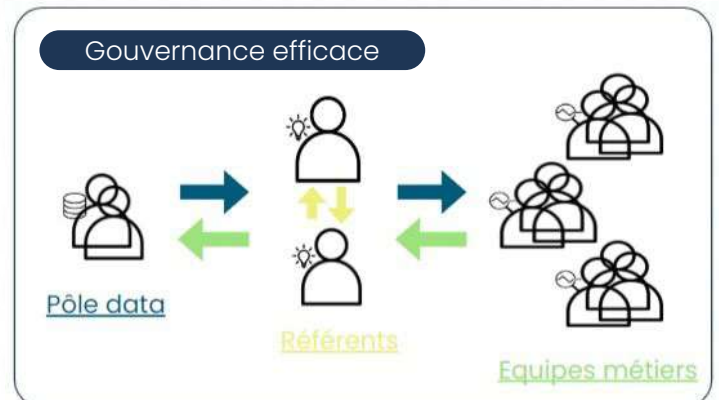 Gouvernance efficace
Pôle data
Référents
Equipes métiers